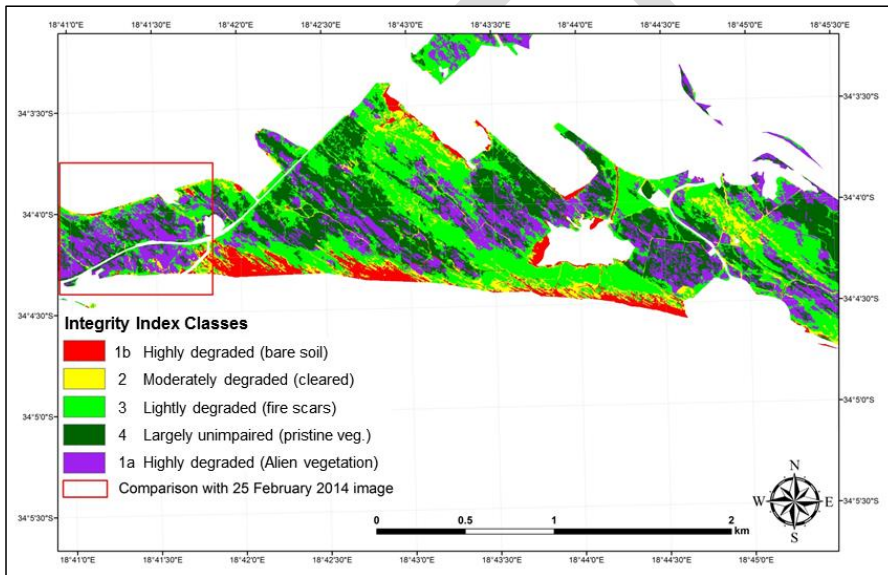 18°41'0"E 18°41'30"E 18°42'0"E 18°42'30"E 18°43'0"E 18°43'30"E 18°44'0"E 18°44'30"E 18°45'0"E 18°45'30"E
34°3'30"S 34°3'30"S
34°4'0"S 34°4'0"S
34°4'30"S 34°4'30"S
Integrity Index Classes
1b Highly degraded (bare soil)
2 Moderately degraded (cleared)
34°5'0"S 34°5'0"S
3 Lightly degraded (fire scars)
4 Largely unimpaired (pristine veg.)
1a Highly degraded (Alien vegetation)
Comparison with 25 February 2014 image
N
W E
S
34°5'30"S 34°5'30"S
0 0.5 1 2
km
18°41'0"E 18°41'30"E 18°42'0"E 18°42'30"E 18°43'0"E 18°43'30"E 18°44'0"E 18°44'30"E 18°45'0"E